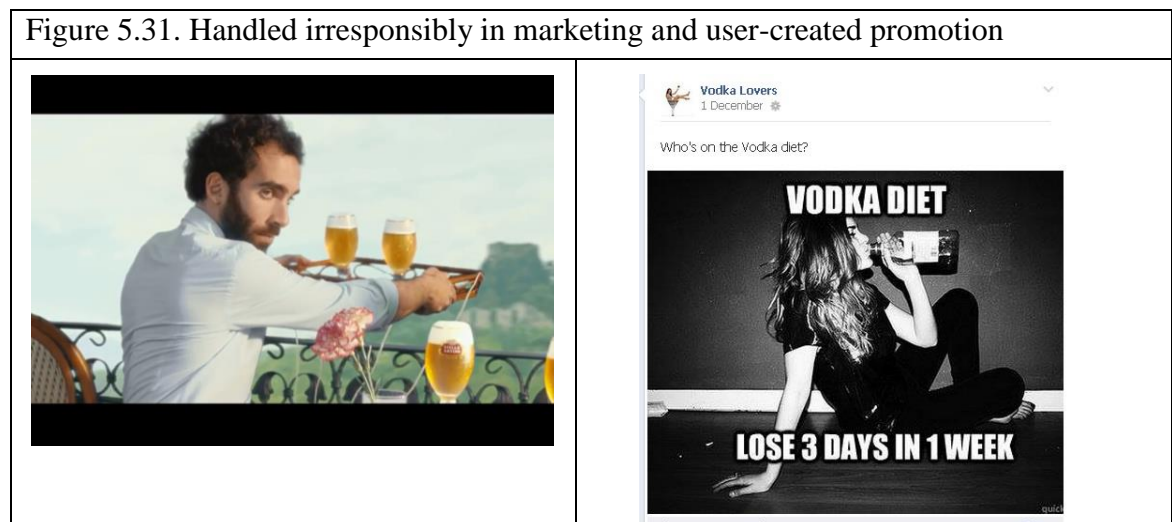 Figure 5.31. Handled irresponsibly in marketing and user-created promotion
Vodka Lovers
1 December
Who's on the Vodka diet?
VODKA DIET
LOSE 3 DAYS IN 1 WEEK
quick